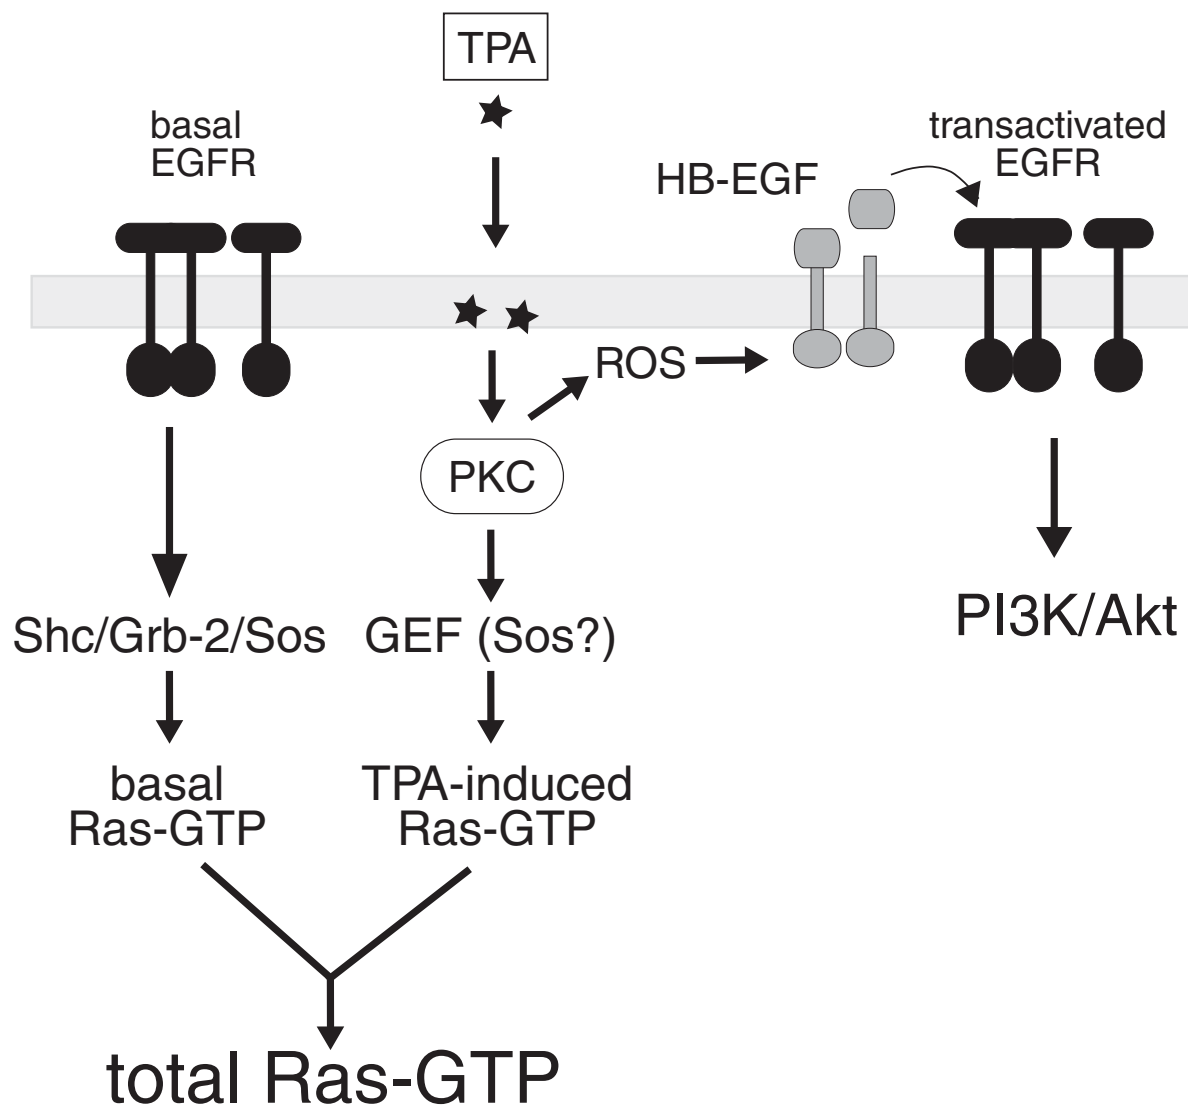 TPA
basal
EGFR
HB-EGF
transactivated
EGFR
ROS
PKC
Shc/Grb-2/Sos
GEF (Sos?)
PI3K/Akt
basal
Ras-GTP
TPA-induced
Ras-GTP
total Ras-GTP